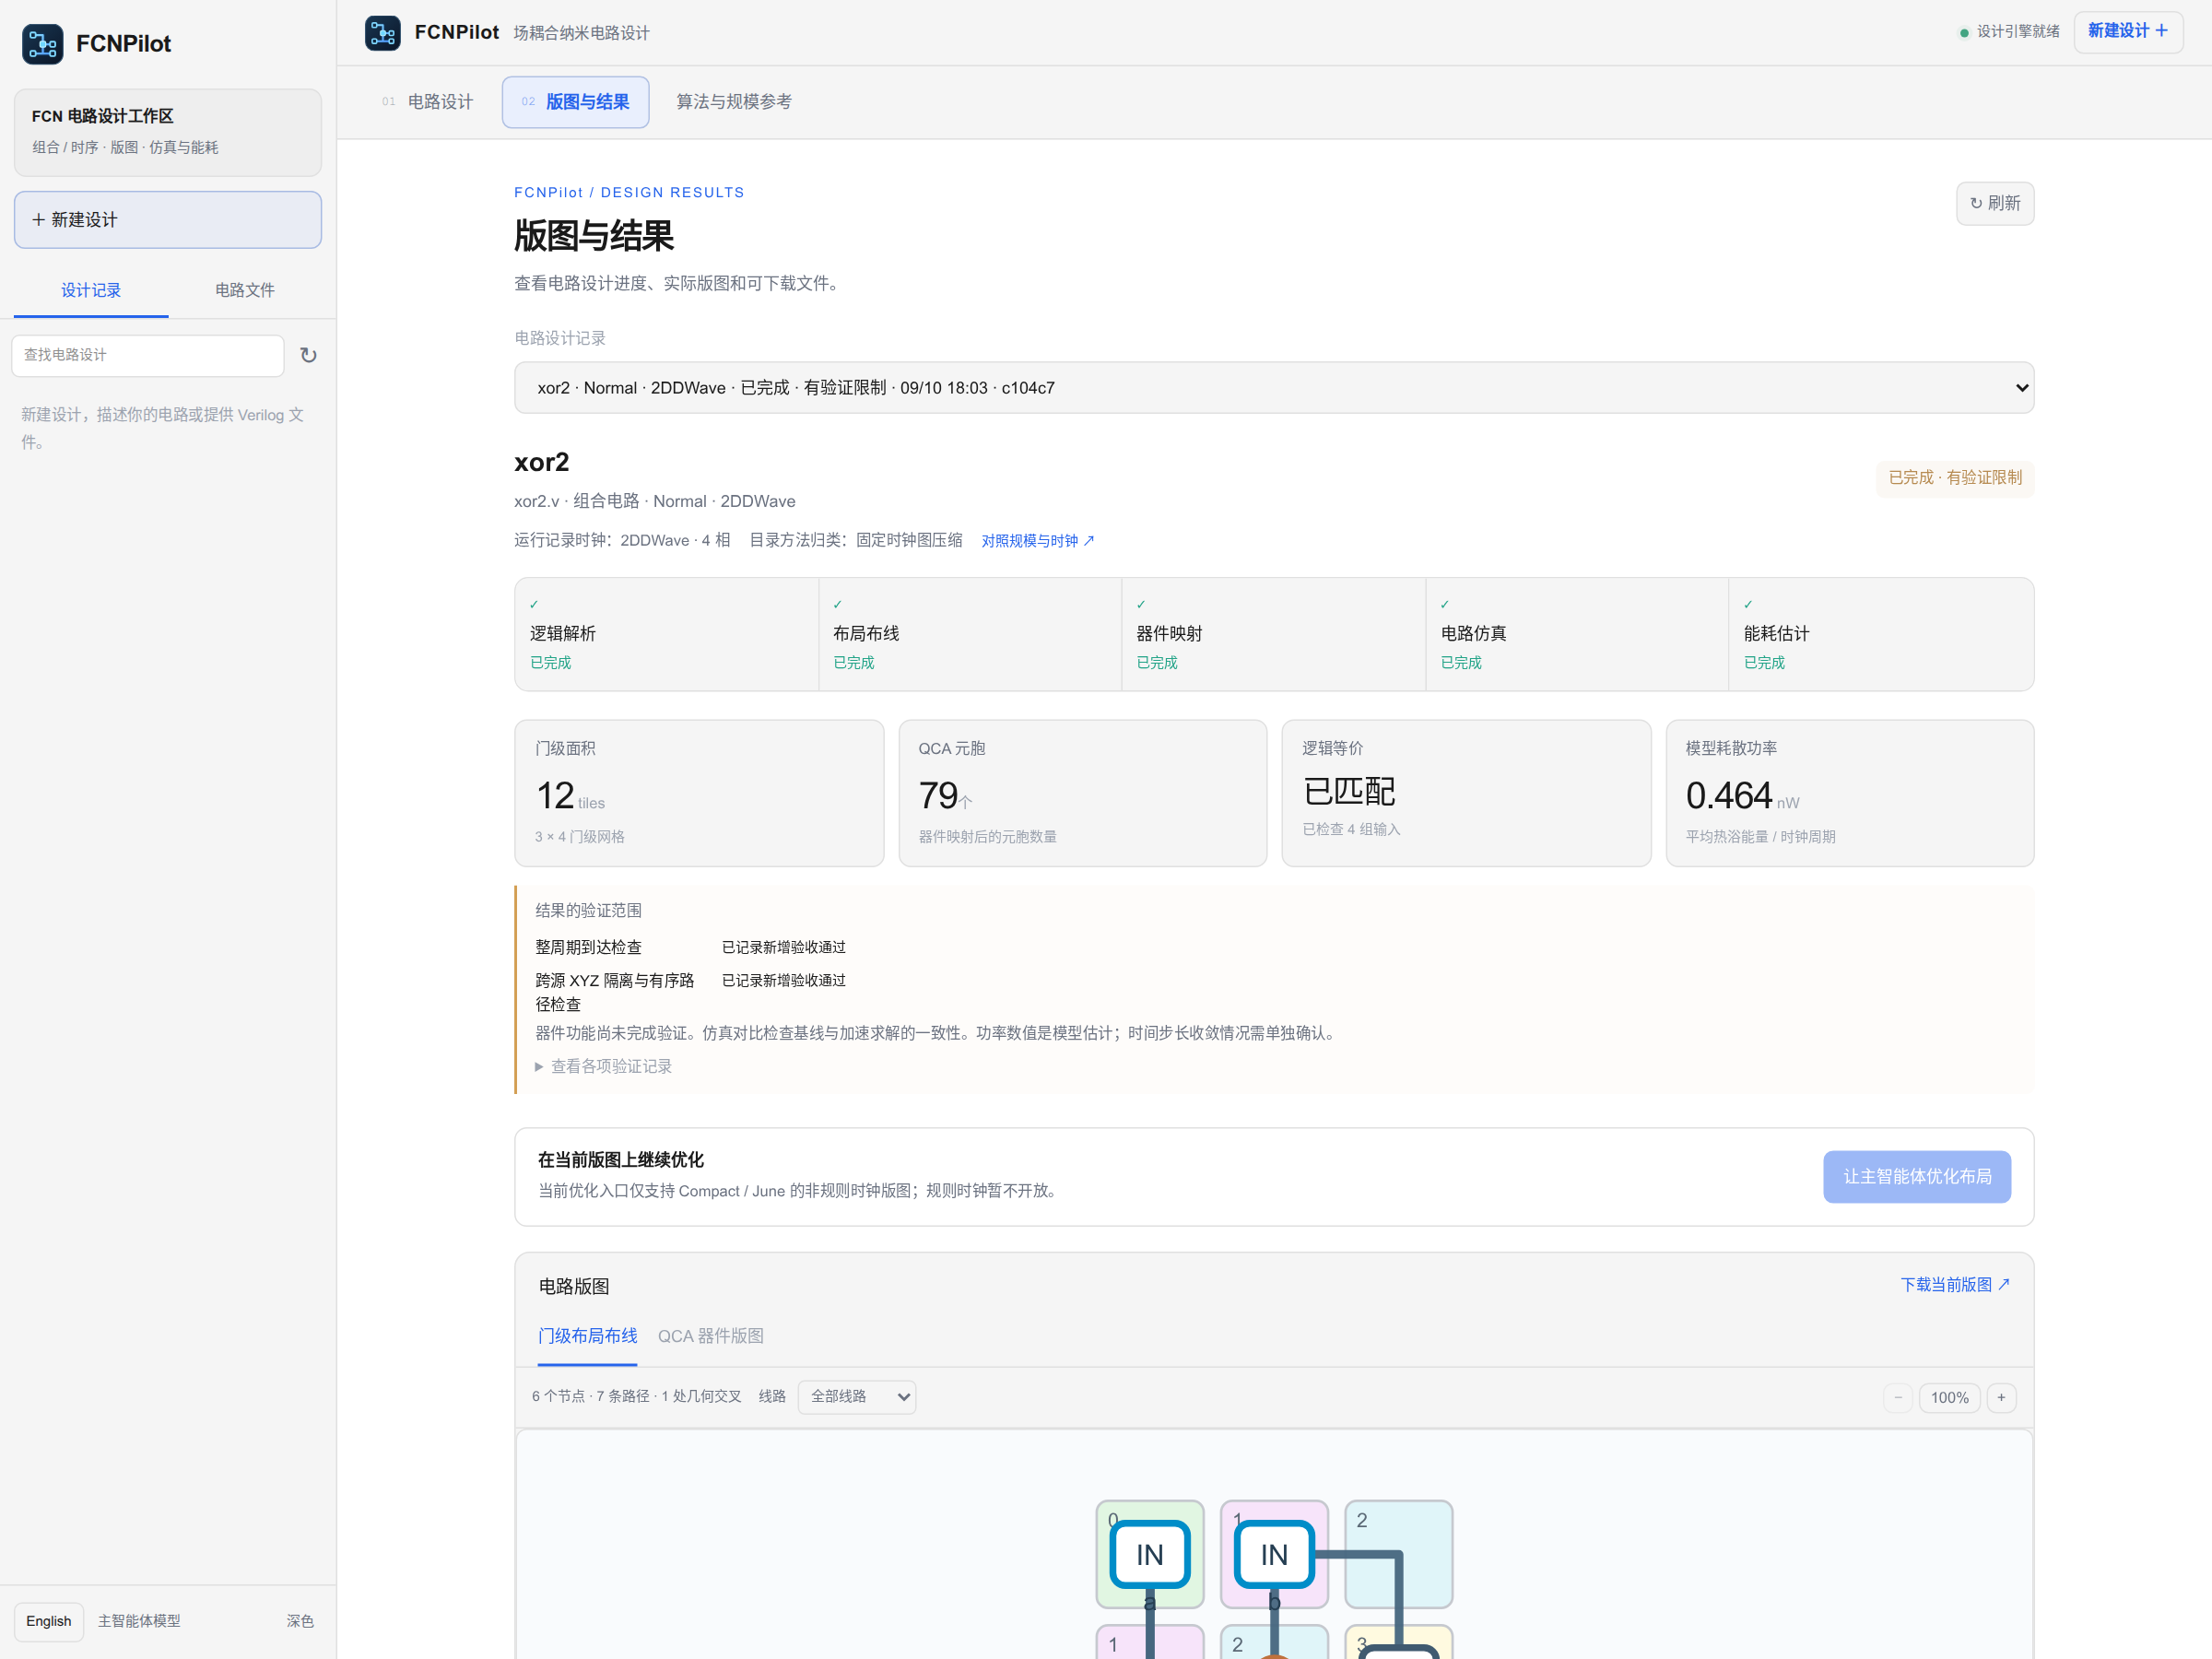 FCNPilot
FCN 电路设计工作区
组合 / 时序 · 版图 · 仿真与能耗
＋ 新建设计
设计记录
电路文件
查找电路设计
↻
新建设计，描述你的电路或提供 Verilog 文
件。
English
主智能体模型
深色
FCNPilot 场耦合纳米电路设计
设计引擎就绪
新建设计 ＋
01 电路设计
02 版图与结果
算法与规模参考
FCNPilot / DESIGN RESULTS
版图与结果
查看电路设计进度、实际版图和可下载文件。
↻ 刷新
电路设计记录
xor2 · Normal · 2DDWave · 已完成 · 有验证限制 · 09/10 18:03 · c104c7
xor2
xor2.v · 组合电路 · Normal · 2DDWave
已完成 · 有验证限制
运行记录时钟：2DDWave · 4 相 目录方法归类：固定时钟图压缩 对照规模与时钟 ↗
✓
逻辑解析
已完成
✓
布局布线
已完成
✓
器件映射
已完成
✓
电路仿真
已完成
✓
能耗估计
已完成
门级面积
12 tiles
3 × 4 门级网格
QCA 元胞
79个
器件映射后的元胞数量
逻辑等价
已匹配
已检查 4 组输入
模型耗散功率
0.464 nW
平均热浴能量 / 时钟周期
结果的验证范围
整周期到达检查 已记录新增验收通过
跨源 XYZ 隔离与有序路 已记录新增验收通过
径检查
器件功能尚未完成验证。仿真对比检查基线与加速求解的一致性。功率数值是模型估计；时间步长收敛情况需单独确认。
▶ 查看各项验证记录
在当前版图上继续优化
当前优化入口仅支持 Compact / June 的非规则时钟版图；规则时钟暂不开放。
让主智能体优化布局
电路版图
下载当前版图 ↗
门级布局布线
QCA 器件版图
6 个节点 · 7 条路径 · 1 处几何交叉 线路 全部线路
− 100% +
0 1 2
IN IN
a b
1 2 3